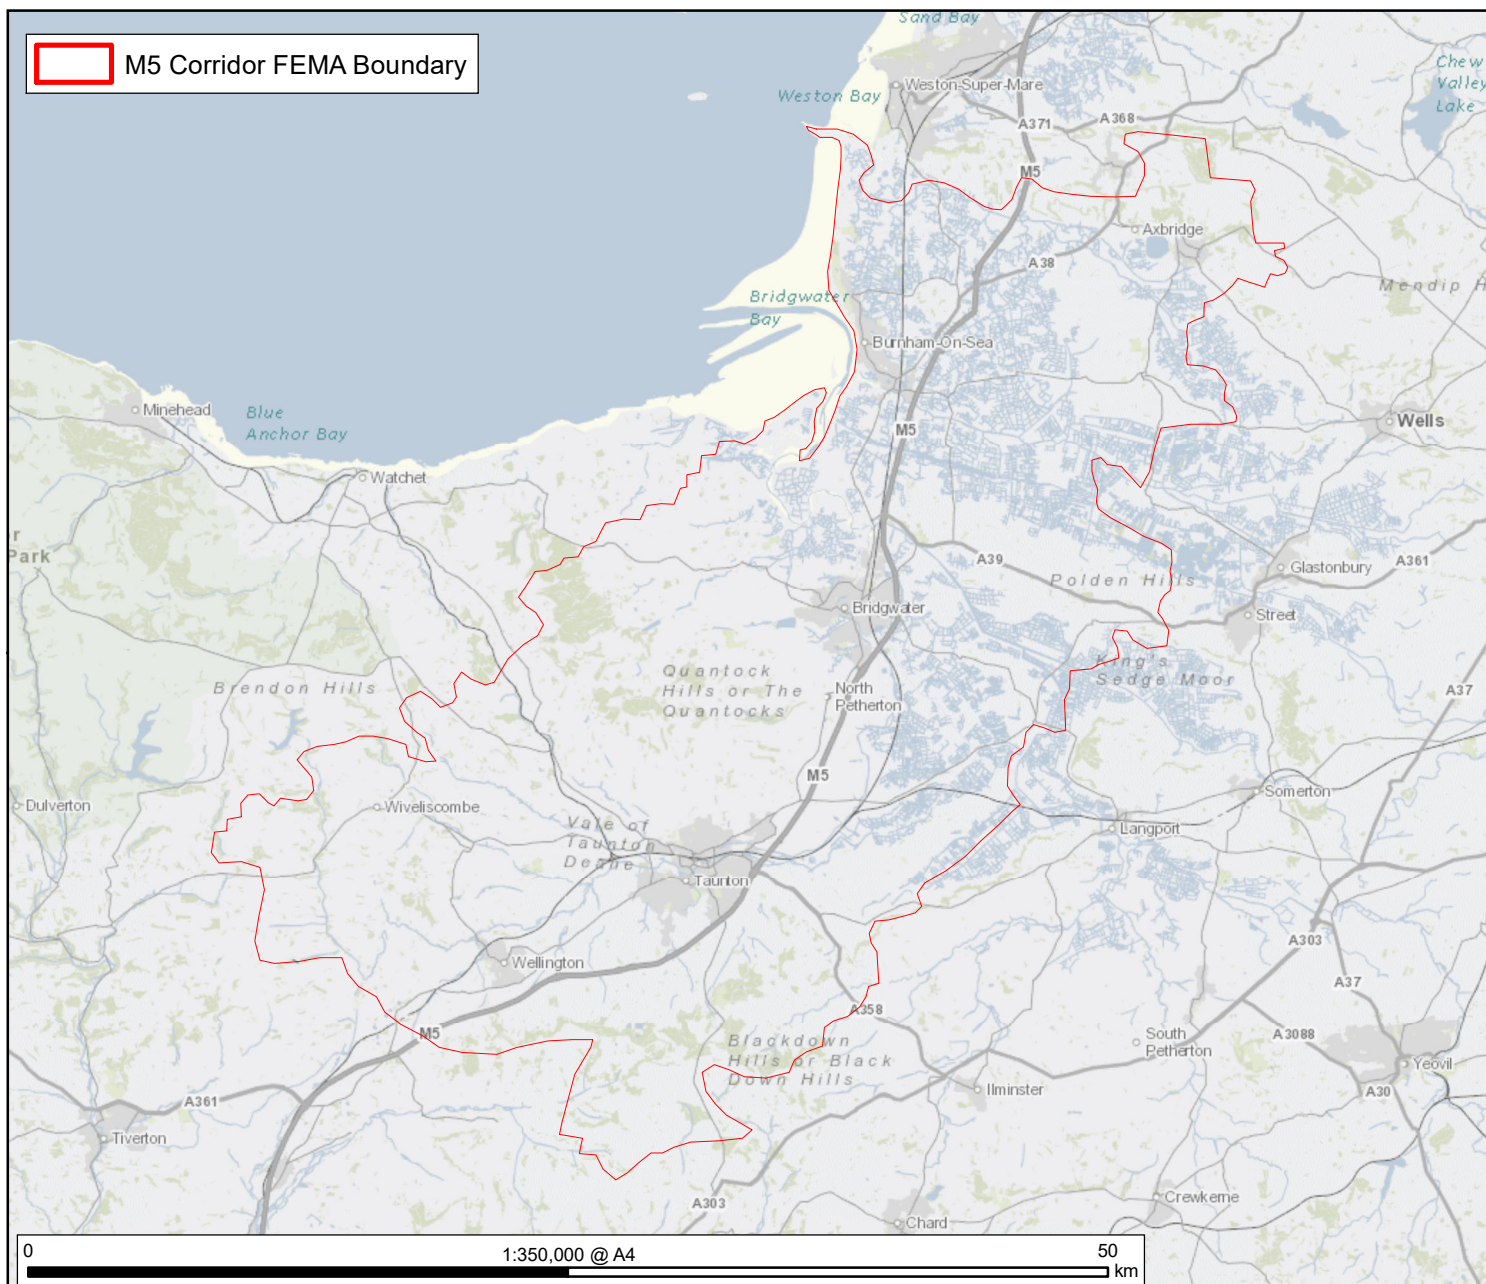 Sand Bay
M5 Corridor FEMA Boundary
Chew
Valley
Lake
Weston-Super-Mare
Weston Bay
A371
A368
M5
Axbridge
A38
Mendip H
Bridgwater
Bay
Burnham-On-Sea
Minehead
Blue
Anchor Bay
Wells
M5
Watchet
r
Park
A39
Glastonbury
A361
Polden Hills
Bridgwater
Street
King's
Sedge Moor
Quantock
Hills or The
Quantocks
North
Petherton
Brendon Hills
A37
M5
Dulverton
Wiveliscombe
Somerton
Langport
Vale of
Taunton
Deane
Taunton
A303
Wellington
A37
A358
M5
South
Petherton
A3088
Blackdown
Hills or Black
Down Hills
Yeovil
Ilminster
A30
A361
Tiverton
Crewkerne
A303
Chard
0
1:350,000 @ A4
50
km